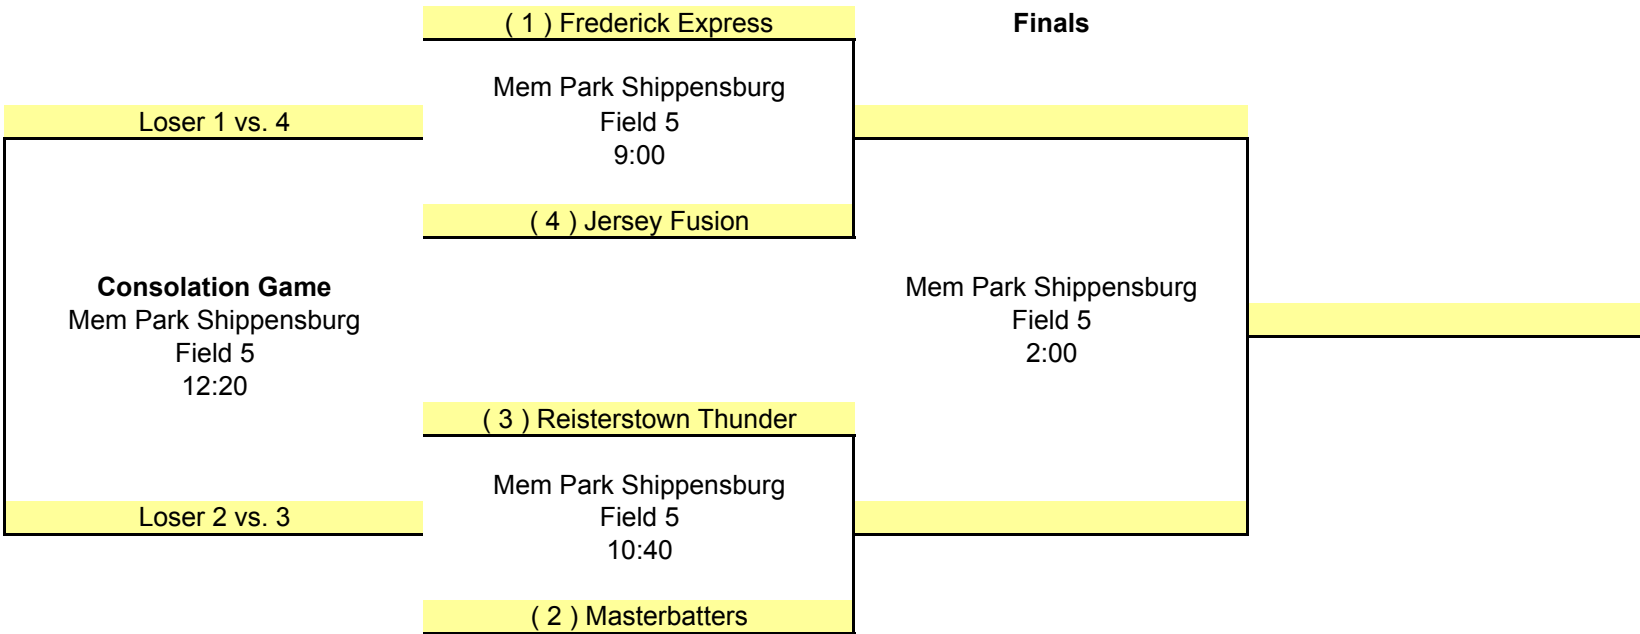 ( 1 ) Frederick Express
Finals
Mem Park Shippensburg
Loser 1 vs. 4
Field 5
9:00
( 4 ) Jersey Fusion
Consolation Game
Mem Park Shippensburg
Mem Park Shippensburg
Field 5
Field 5
2:00
12:20
( 3 ) Reisterstown Thunder
Mem Park Shippensburg
Loser 2 vs. 3
Field 5
10:40
( 2 ) Masterbatters